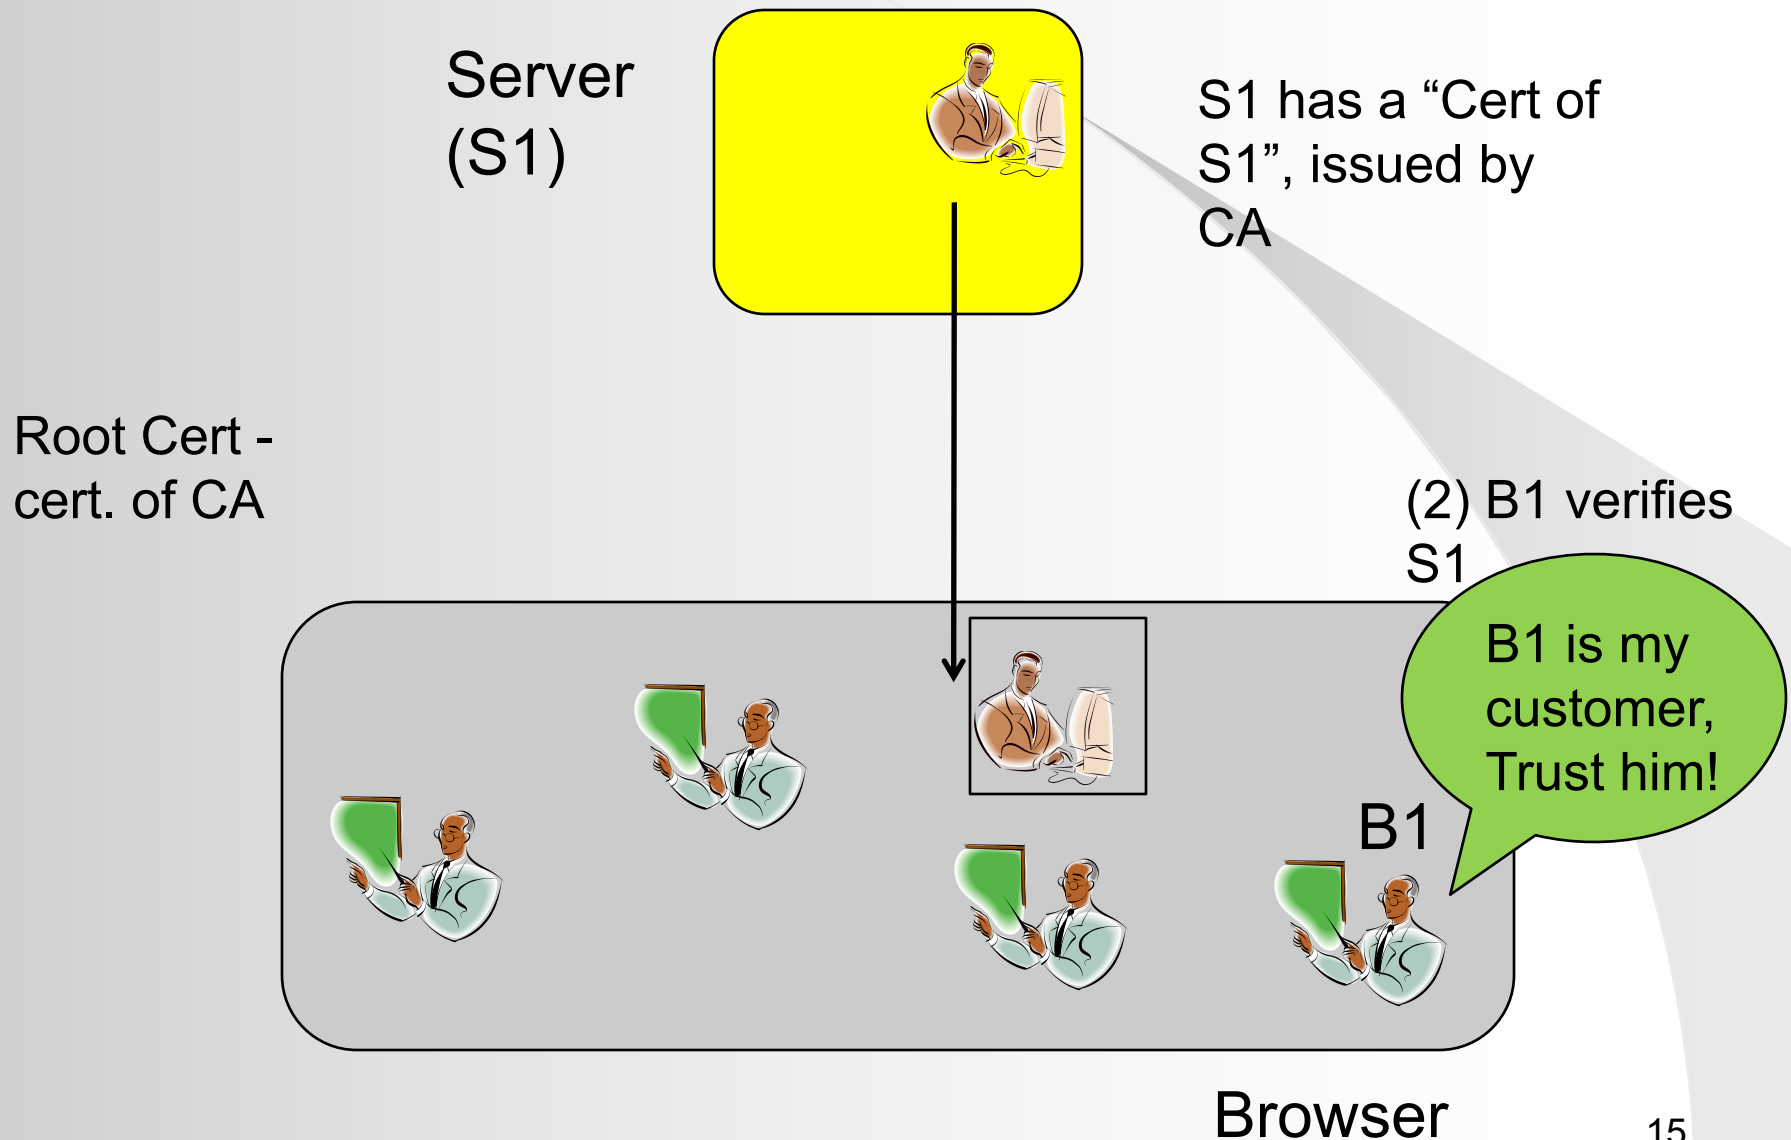 Server
(S1)
S1 has a “Cert of
S1”, issued by
CA
Root Cert -
cert. of CA
(2) B1 verifies
S1
B1 is my
customer,
Trust him!
B1
Browser
15